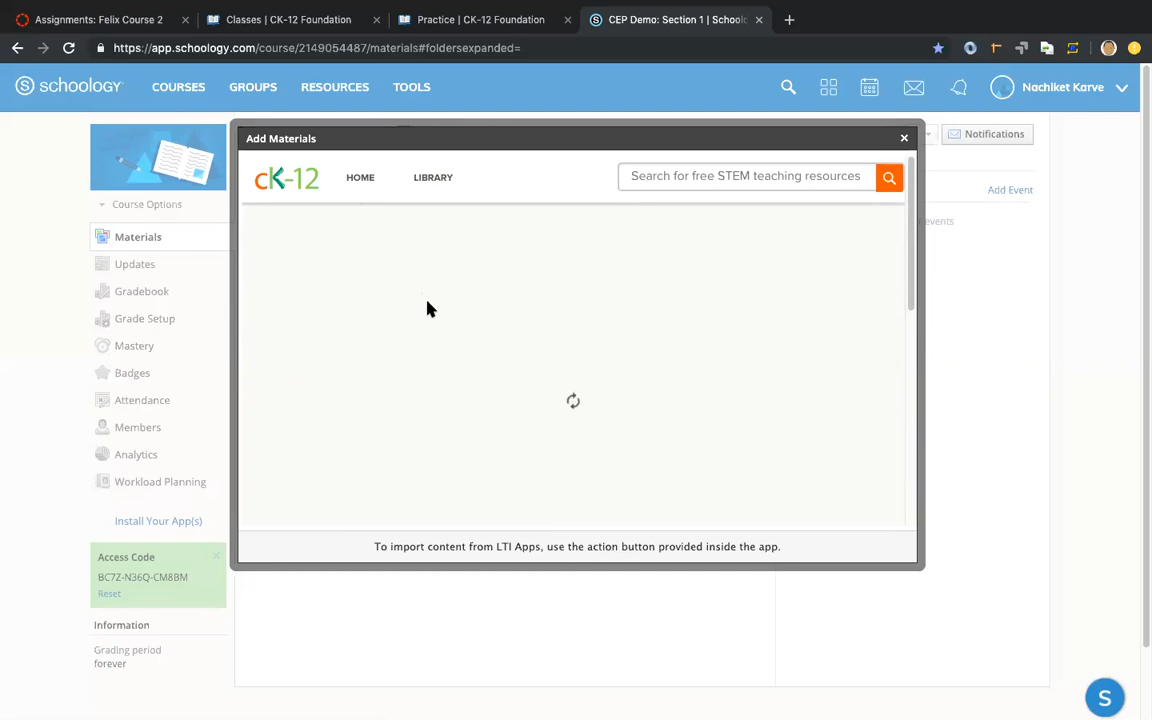 Assignments: Felix Course 2
Classes | CK-12 Foundation
Practice | CK-12 Foundation
CEP Demo: Section 1 | Schoolo
https://app.schoology.com/course/2149054487/materials#foldersexpanded=
S schoology
COURSES
GROUPS
RESOURCES
TOOLS
Nachiket Karve
Add Materials
Notifications
cK-12
HOME
LIBRARY
Search for free STEM teaching resources
Add Event
events
Course Options
Materials
Updates
Gradebook
Grade Setup
Mastery
Badges
Attendance
Members
Analytics
Workload Planning
Install Your App(s)
Access Code
BC7Z-N36Q-CM8BM
Reset
Information
Grading period
forever
To import content from LTI Apps, use the action button provided inside the app.
S